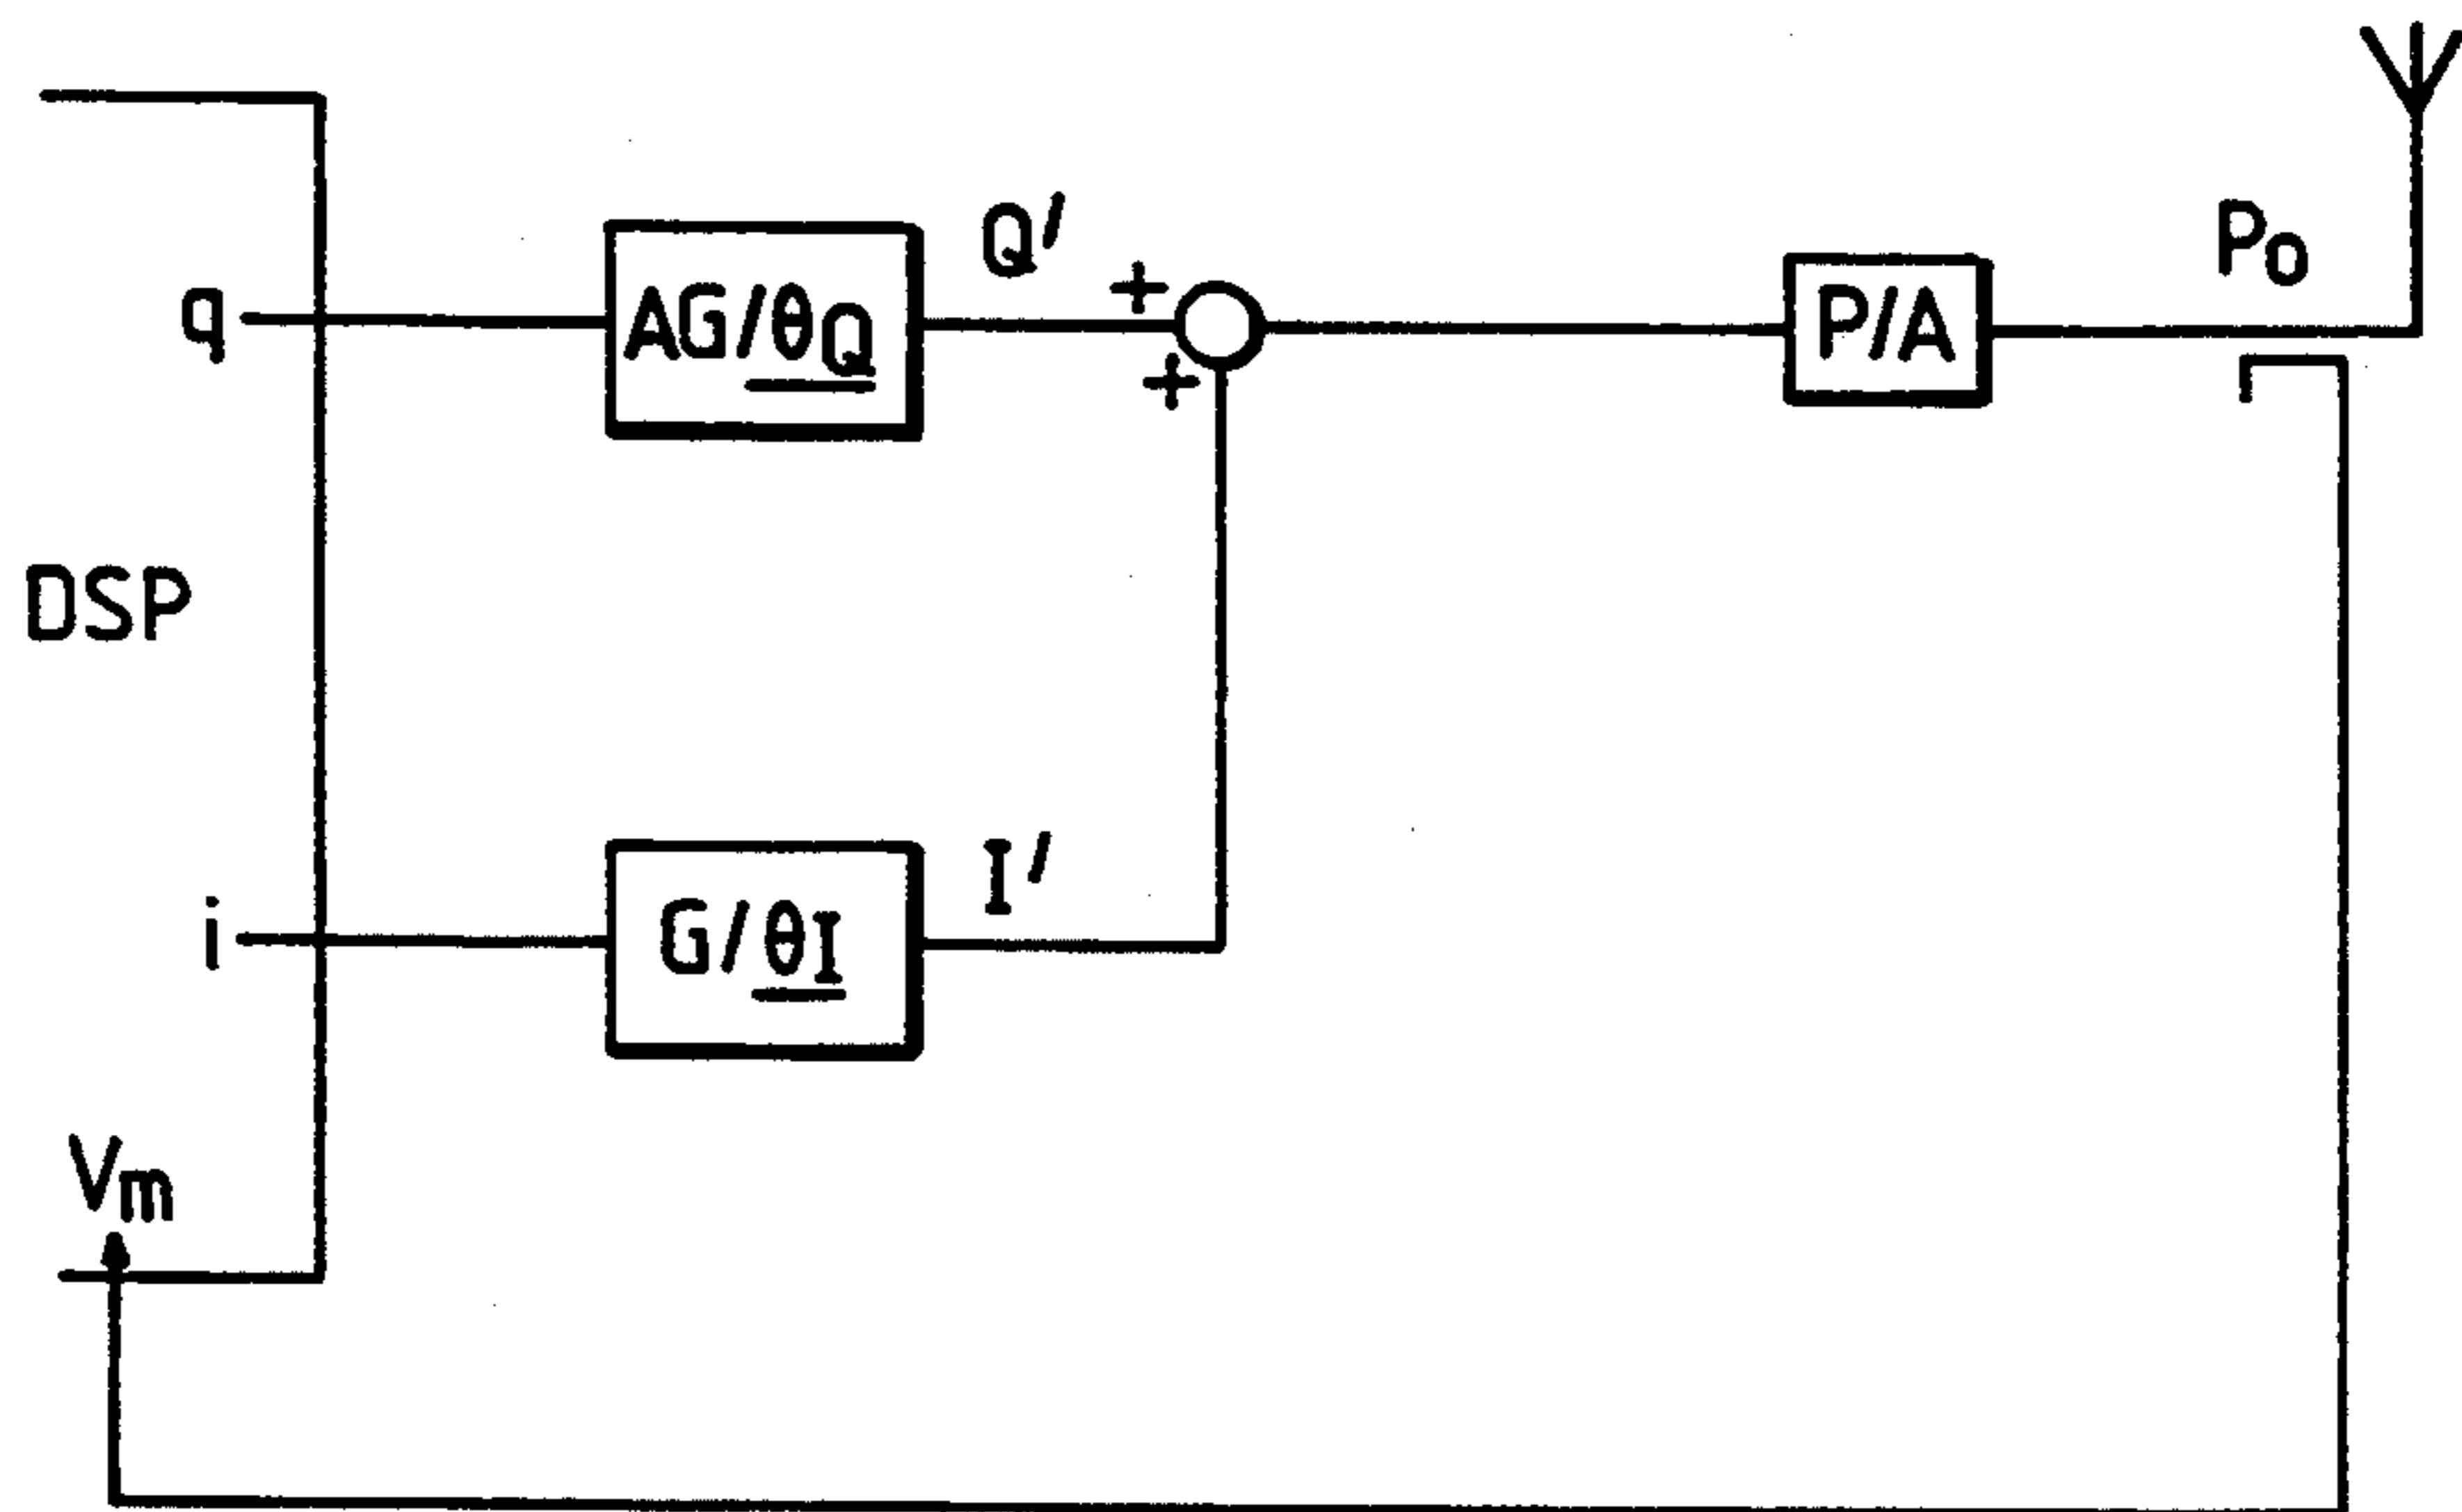 Q'
+
PO
q
AG/θQ
+
P/A
DSP
I'
i
G/θI
Vm